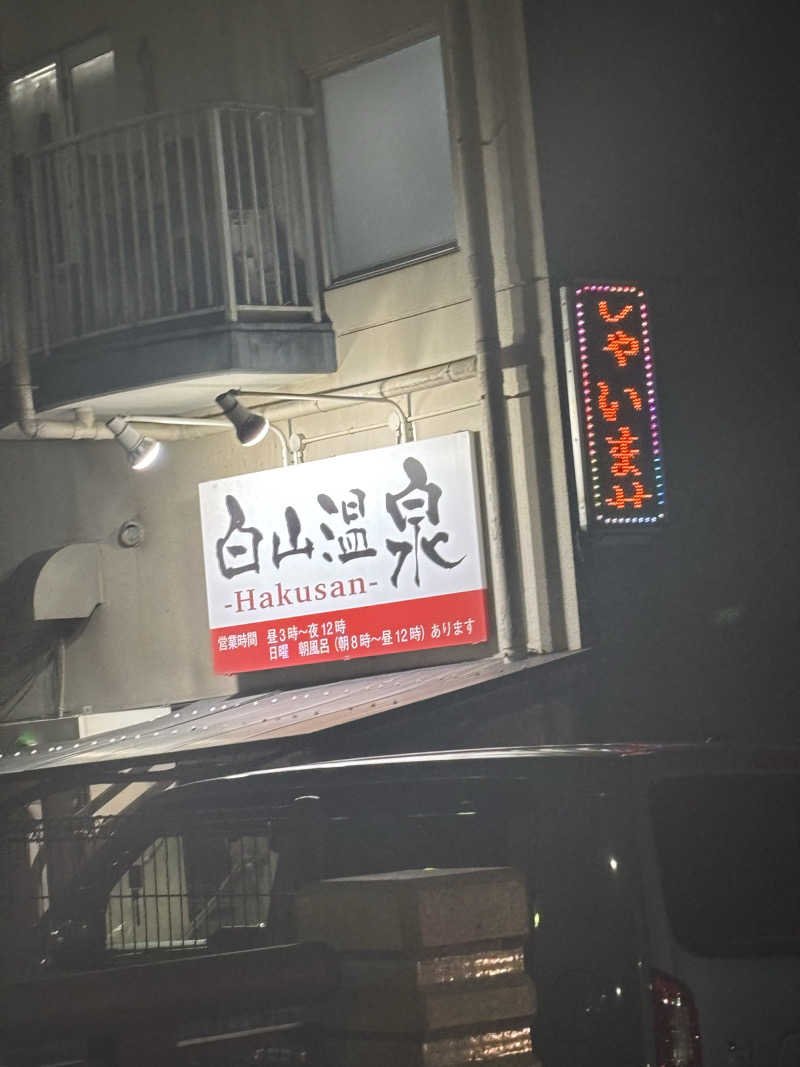 白山温泉
-Hakusan-
営業時間 昼3時～夜12時
日曜 朝風呂（朝8時～昼12時）あります
しゃいませ